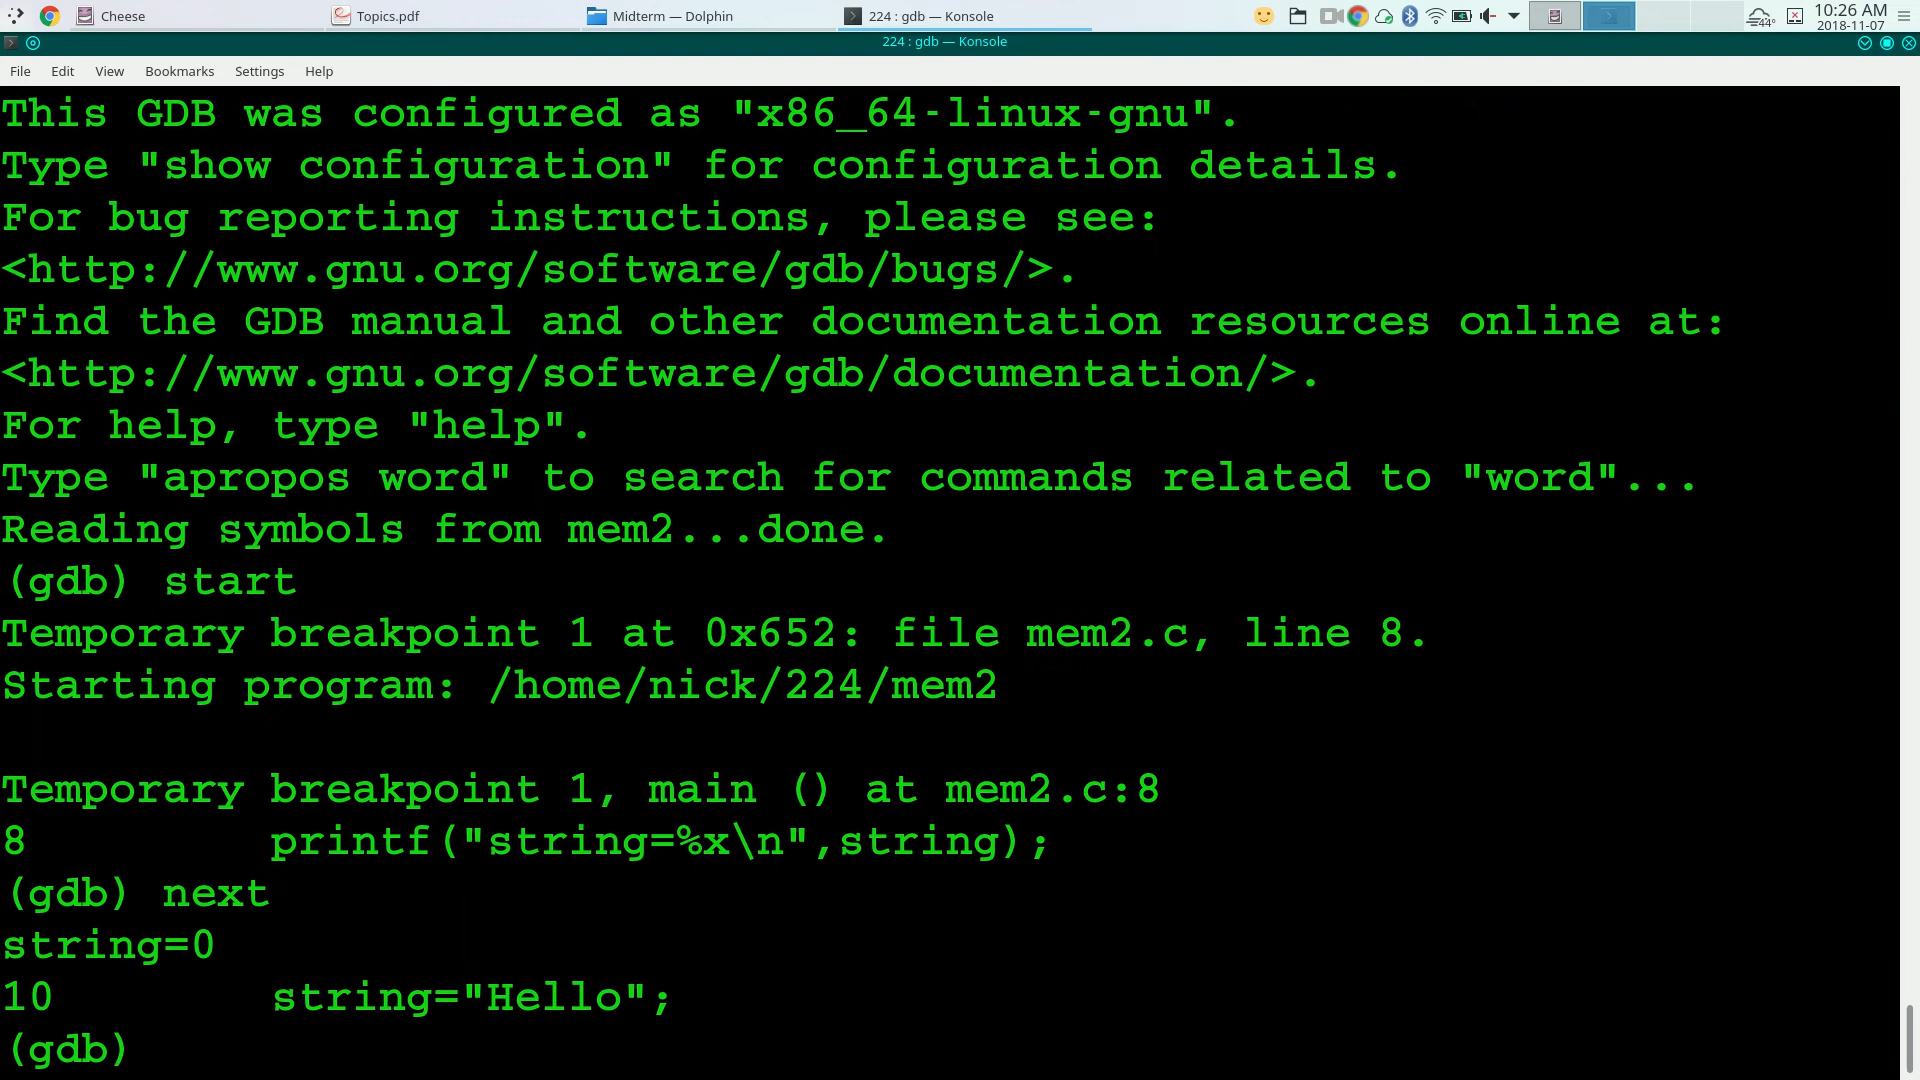 Cheese
Topics.pdf
Midterm — Dolphin
224 : gdb — Konsole
44°
10:26 AM
2018-11-07
224 : gdb — Konsole
File Edit View Bookmarks Settings Help
This GDB was configured as "x86_64-linux-gnu".
Type "show configuration" for configuration details.
For bug reporting instructions, please see:
<http://www.gnu.org/software/gdb/bugs/>.
Find the GDB manual and other documentation resources online at:
<http://www.gnu.org/software/gdb/documentation/>.
For help, type "help".
Type "apropos word" to search for commands related to "word"...
Reading symbols from mem2...done.
(gdb) start
Temporary breakpoint 1 at 0x652: file mem2.c, line 8.
Starting program: /home/nick/224/mem2
Temporary breakpoint 1, main () at mem2.c:8
8         printf("string=%x\n",string);
(gdb) next
string=0
10        string="Hello";
(gdb)